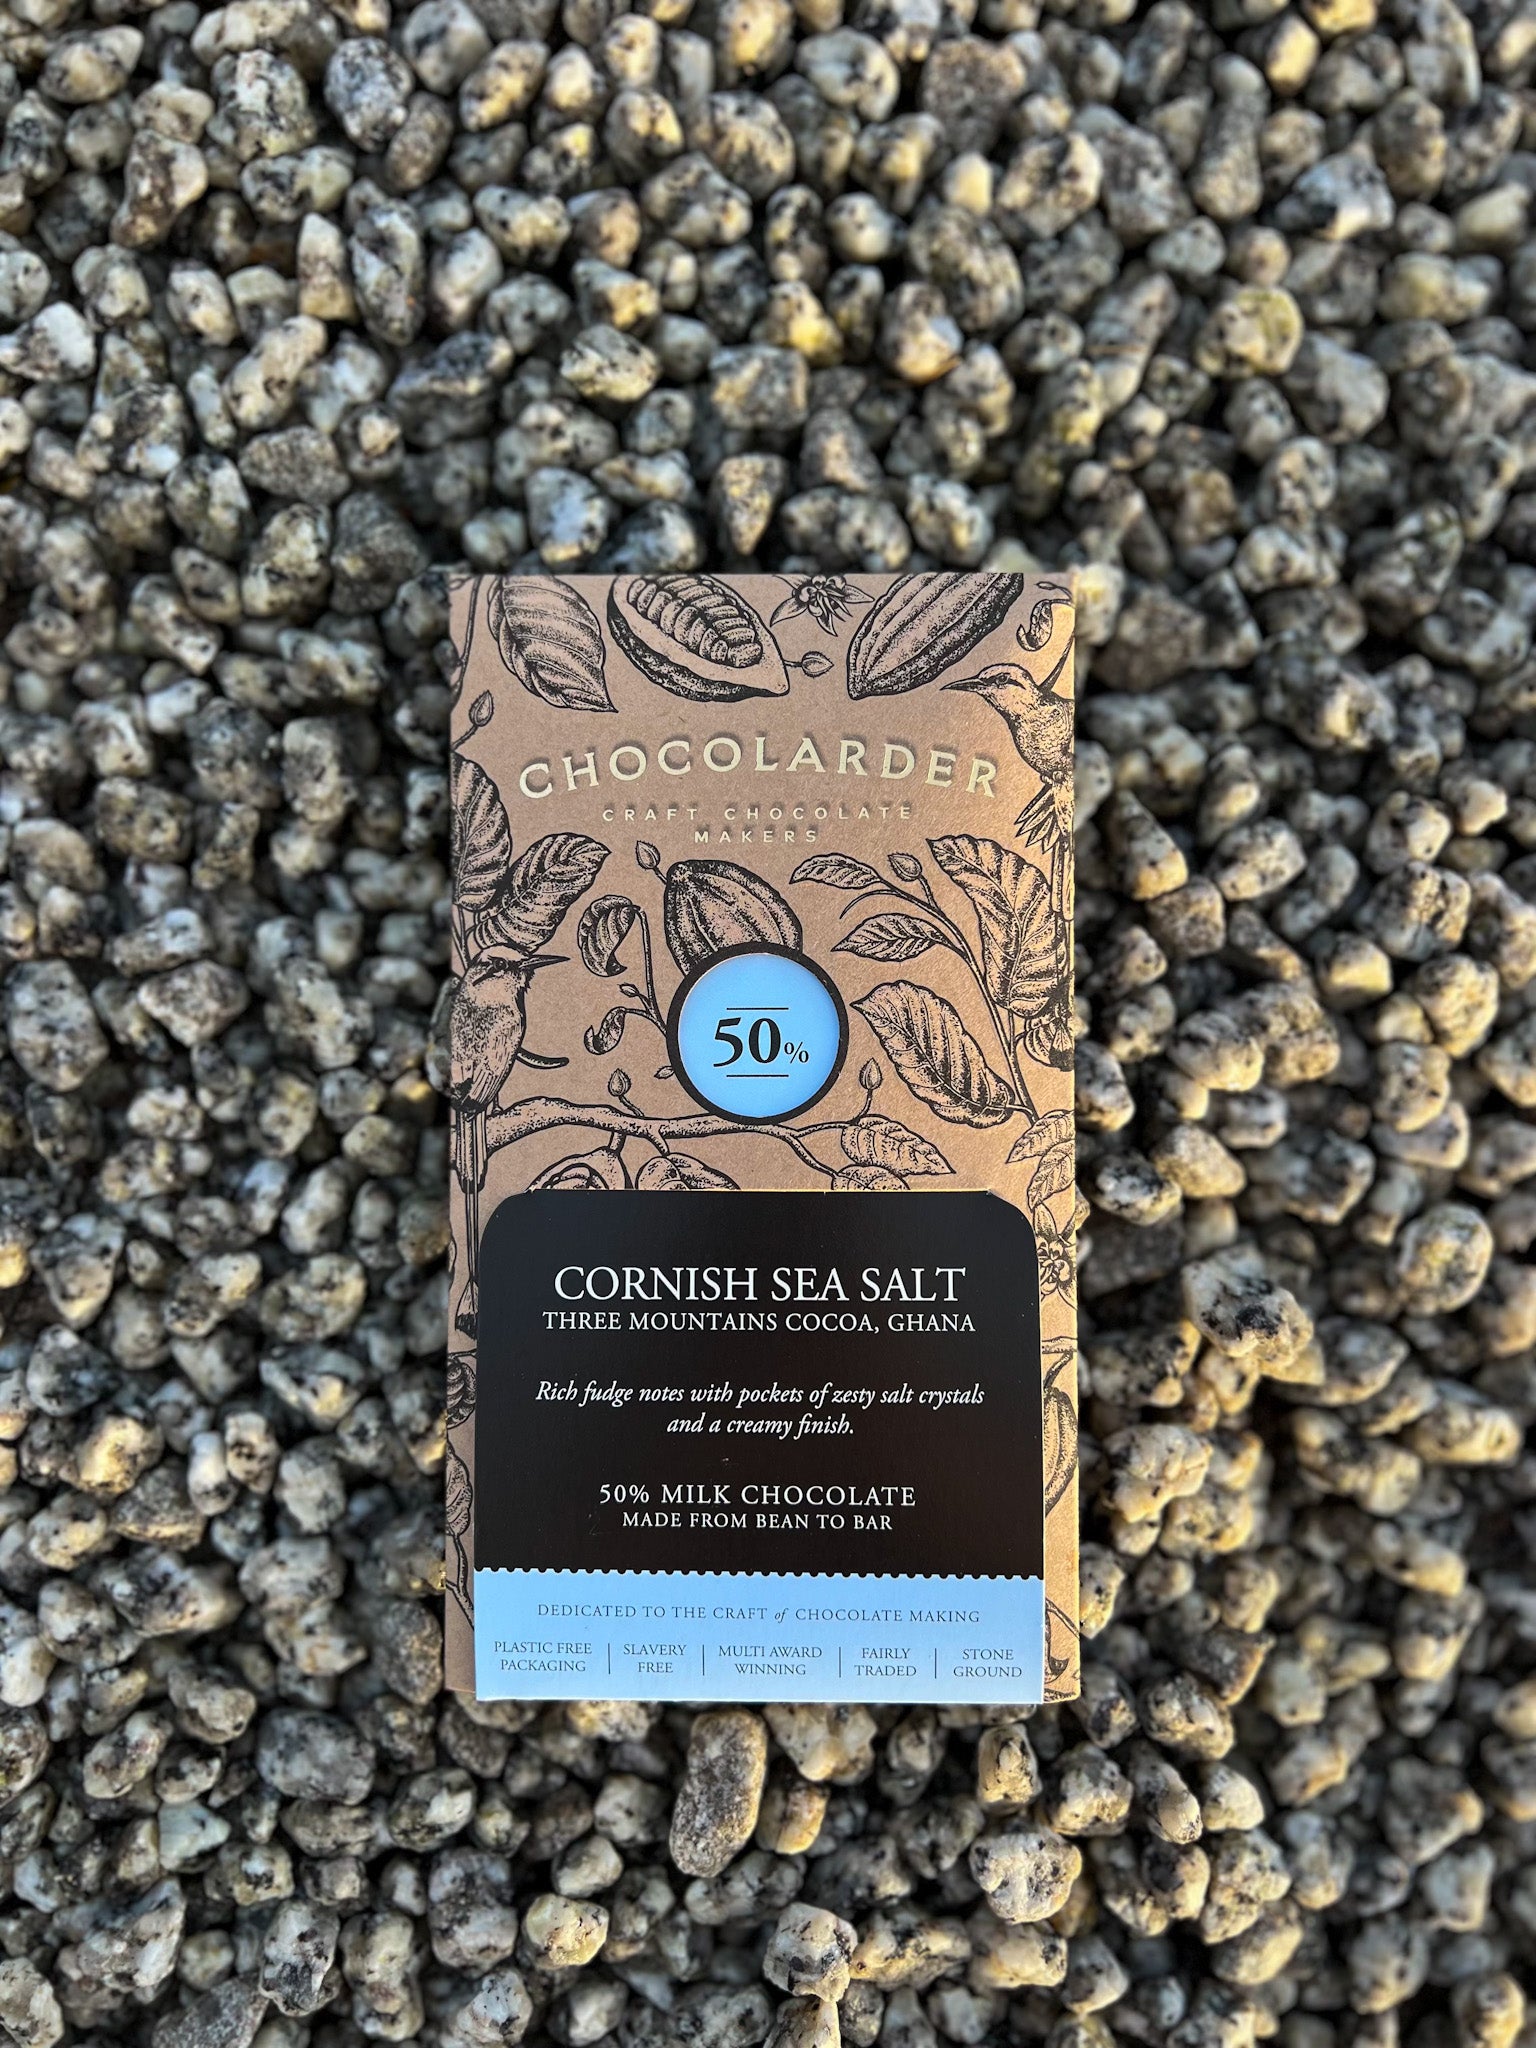 CHOCOLARDER
CRAFT CHOCOLATE
MAKERS
50%
CORNISH SEA SALT
THREE MOUNTAINS COCOA, GHANA
Rich fudge notes with pockets of zesty salt crystals
and a creamy finish.
50% MILK CHOCOLATE
MADE FROM BEAN TO BAR
DEDICATED TO THE CRAFT of CHOCOLATE MAKING
PLASTIC FREE
PACKAGING
SLAVERY
FREE
MULTI AWARD
WINNING
FAIRLY
TRADED
STONE
GROUND